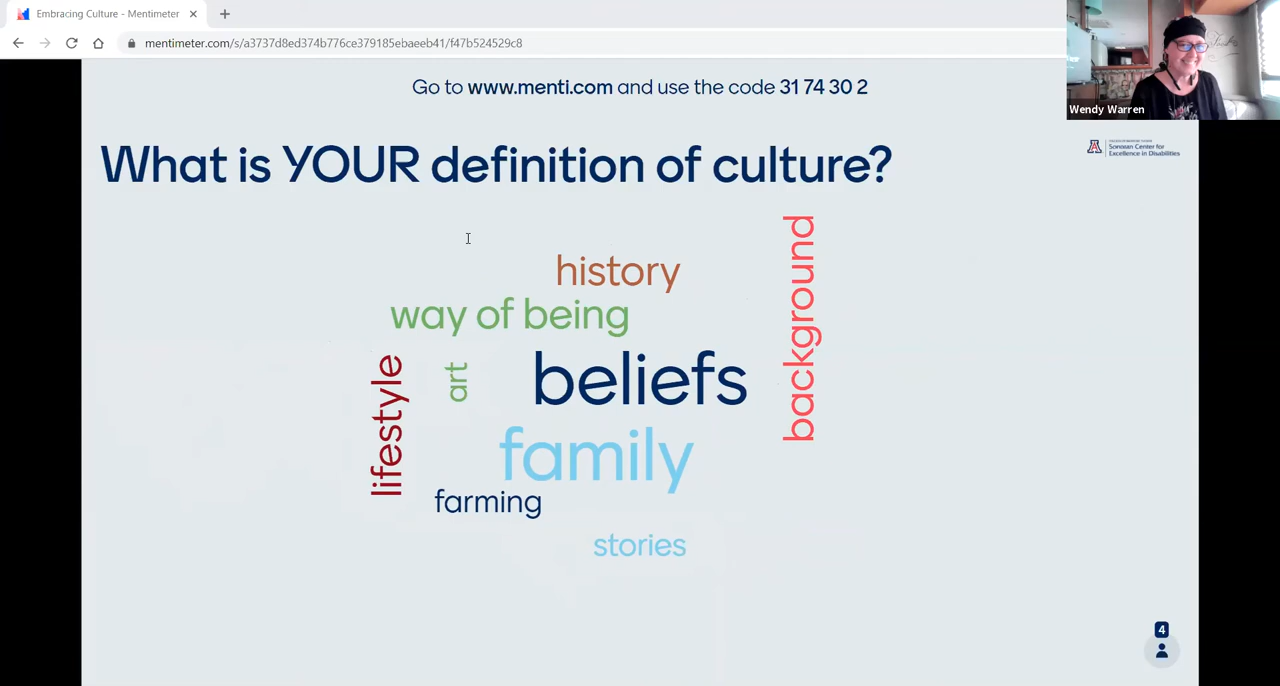 Embracing Culture - Mentimeter
mentimeter.com/s/a3737d8ed374b776ce379185ebaeeb41/f47b524529c8
Wendy Warren
Go to www.menti.com and use the code 31 74 30 2
What is YOUR definition of culture?
Sonoran Center for
Excellence in Disabilities
history
background
way of being
lifestyle
art
beliefs
family
farming
stories
4